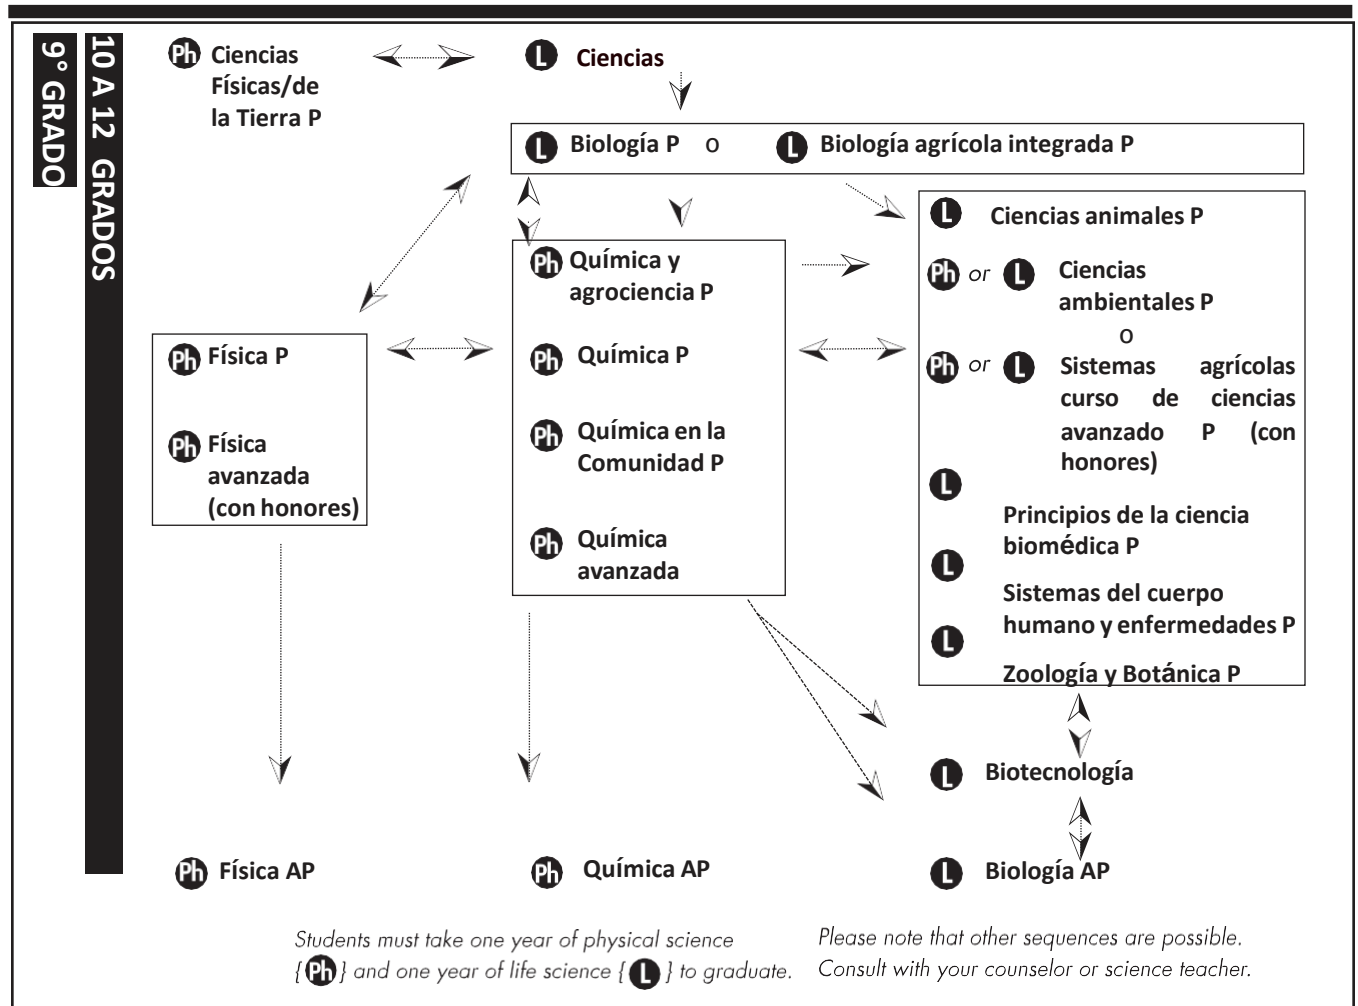 9° GRADO
10 A 12 GRADOS
Ph Ciencias
Físicas/de
la Tierra P
L Ciencias
L Biología P o L Biología agrícola integrada P
Ph Física P
Ph Física
avanzada
(con honores)
Ph Química y
agrociencia P
Ph Química P
Ph Química en la
Comunidad P
Ph Química
avanzada
L Ciencias animales P
Ph or L Ciencias
ambientales P
o
Ph or L Sistemas agrícolas
curso de ciencias
avanzado P (con
honores)
L
Principios de la ciencia
biomédica P
L
Sistemas del cuerpo
humano y enfermedades P
L
Zoología y Botánica P
L Biotecnología
Ph Física AP
Ph Química AP
L Biología AP
Students must take one year of physical science
{Ph} and one year of life science {L} to graduate.
Please note that other sequences are possible.
Consult with your counselor or science teacher.